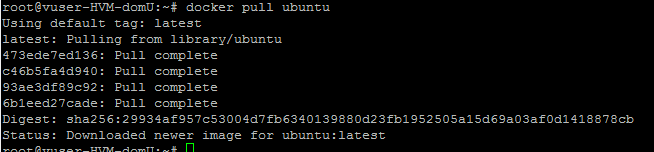 root@vuser-HVM-domU:~# docker pull ubuntu
Using default tag: latest
latest: Pulling from library/ubuntu
473ede7ed136: Pull complete
c46b5fa4d940: Pull complete
93ae3df89c92: Pull complete
6b1eed27cade: Pull complete
Digest: sha256:29934af957c53004d7fb6340139880d23fb1952505a15d69a03af0d1418878cb
Status: Downloaded newer image for ubuntu:latest
root@vuser-HVM-domU:~#